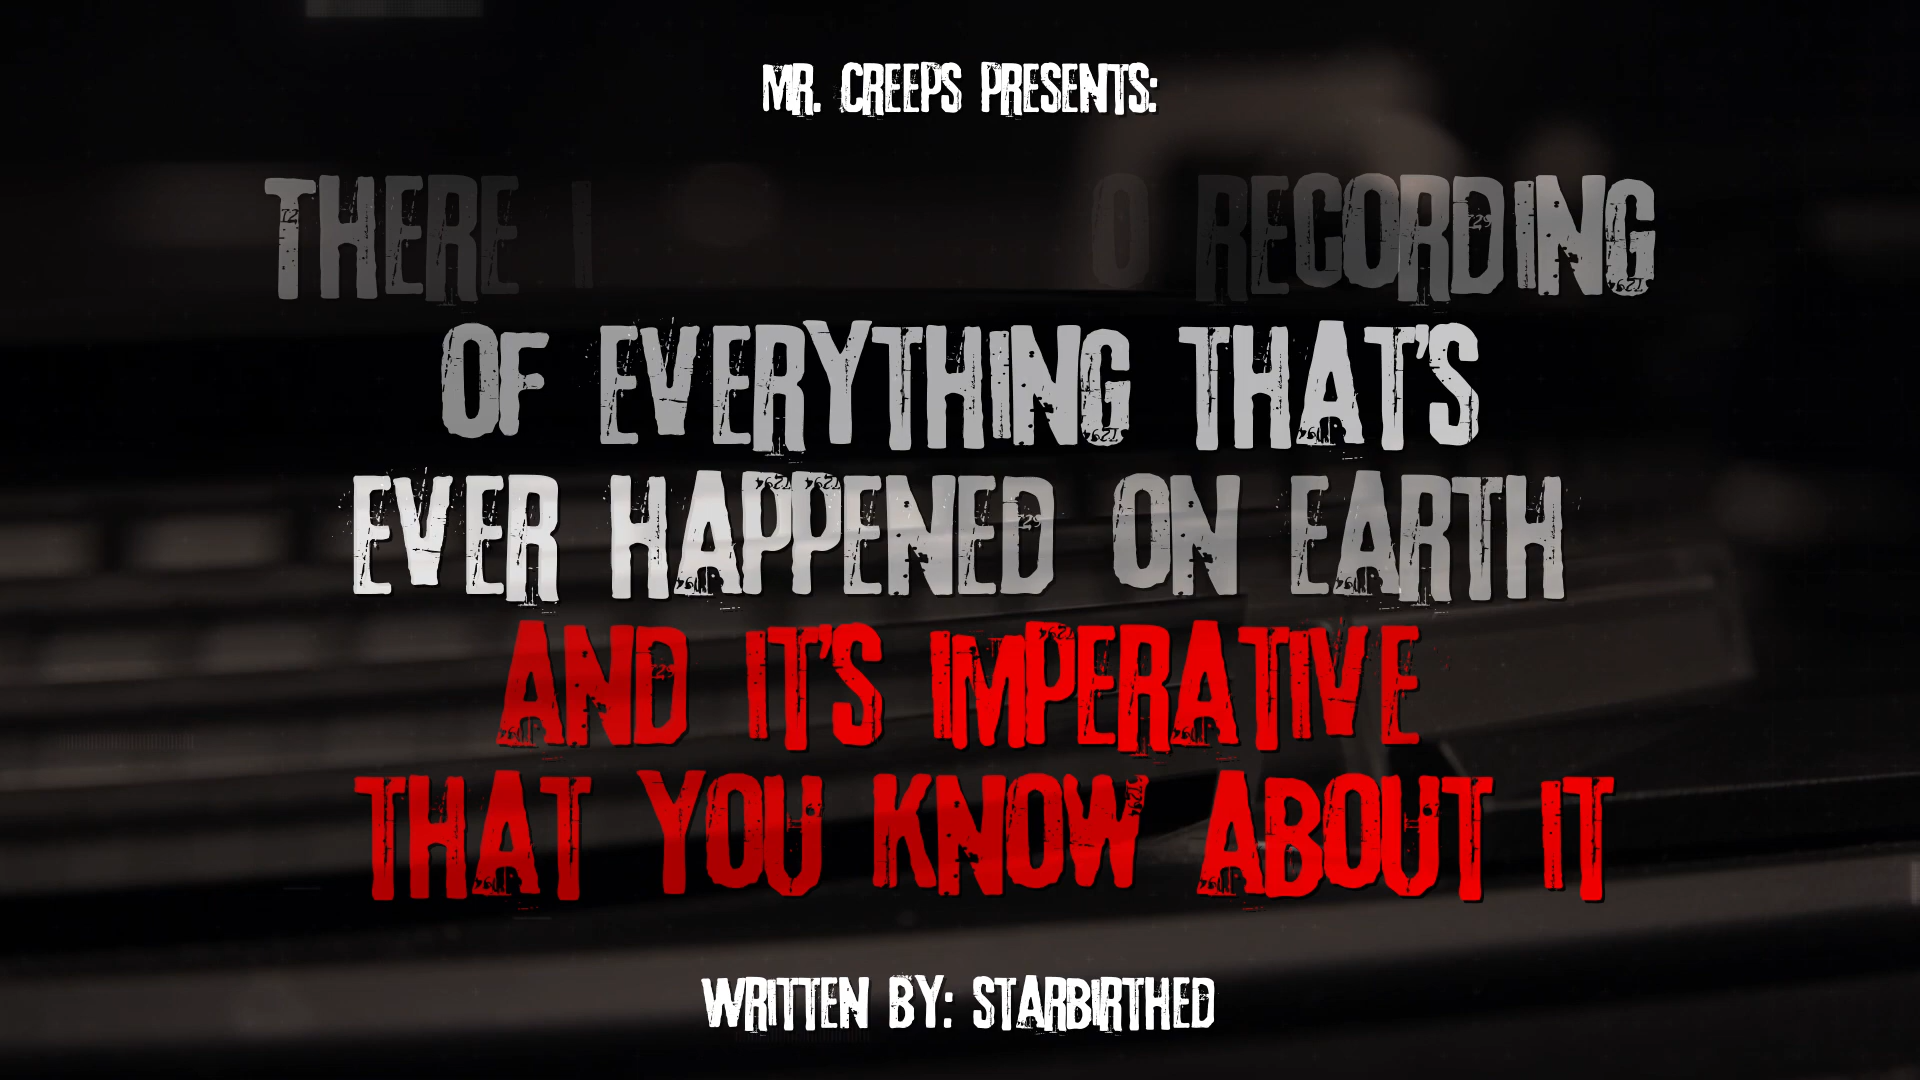 MR. CREEPS PRESENTS:
THERE RECORDING
OF EVERYTHING THAT'S
EVER HAPPENED ON EARTH
AND IT'S IMPERATIVE
THAT YOU KNOW ABOUT IT
WRITTEN BY: STARBIRTHED